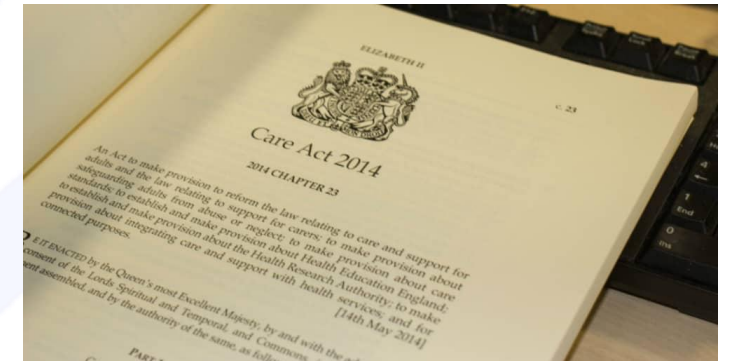 ELIZABETH II
c. 23
Care Act 2014
2014 CHAPTER 23
An Act to make provision to reform the law relating to care and support for
adults and the law relating to support for carers; to make provision about
safeguarding adults from abuse or neglect; to make provision about care
standards; to establish and make provision about Health Education England;
to establish and make provision about the Health Research Authority; to make
provision about integrating care and support with health services; and for
connected purposes.
[14th May 2014]
E IT ENACTED by the Queen's most Excellent Majesty, by and with the
consent of the Lords Spiritual and Temporal, and Commons,
assembled, and by the authority of the same, as
PART
End
0
Ins
4
1